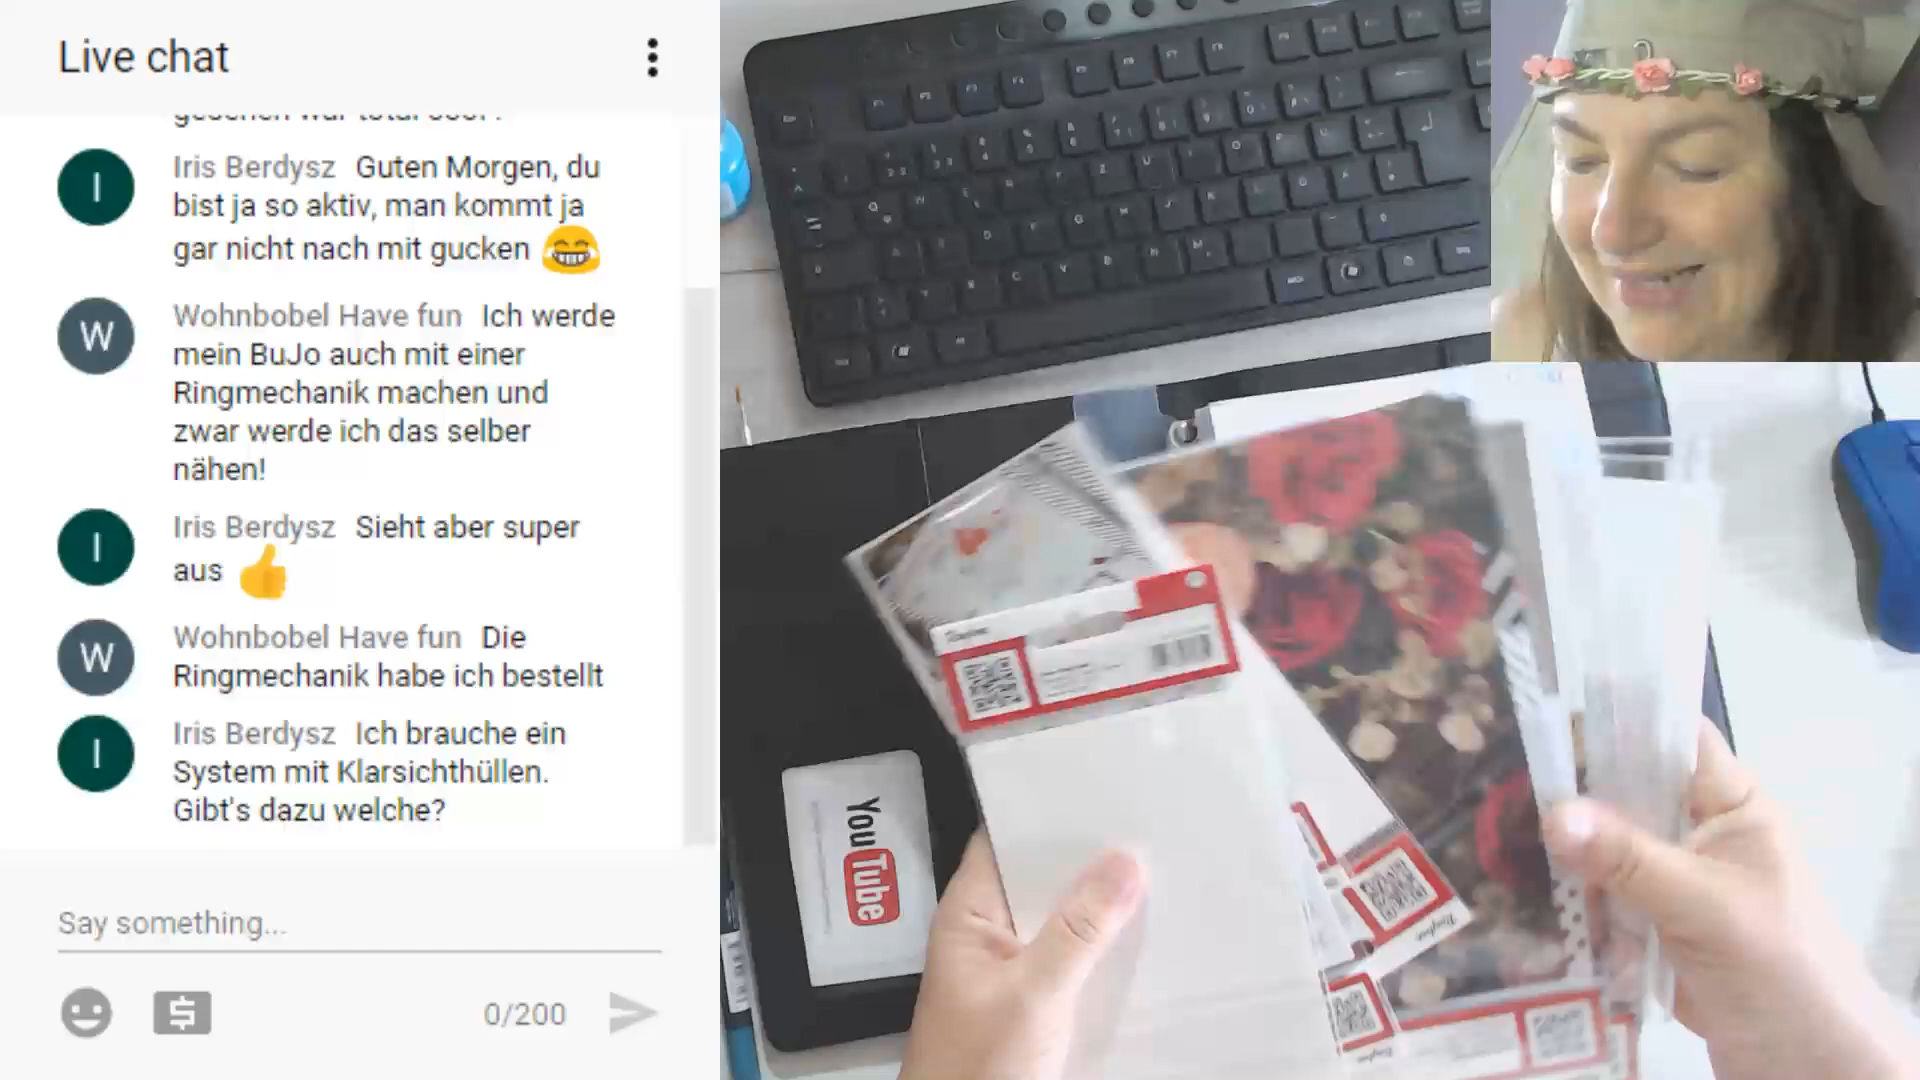 Live chat
Iris Berdysz Guten Morgen, du
bist ja so aktiv, man kommt ja
gar nicht nach mit gucken
Wohnbobel Have fun Ich werde
mein BuJo auch mit einer
Ringmechanik machen und
zwar werde ich das selber
nähen!
Iris Berdysz Sieht aber super
aus
Wohnbobel Have fun Die
Ringmechanik habe ich bestellt
Iris Berdysz Ich brauche ein
System mit Klarsichthüllen.
Gibt's dazu welche?
Say something...
0/200
I
W
I
W
I
YouTube